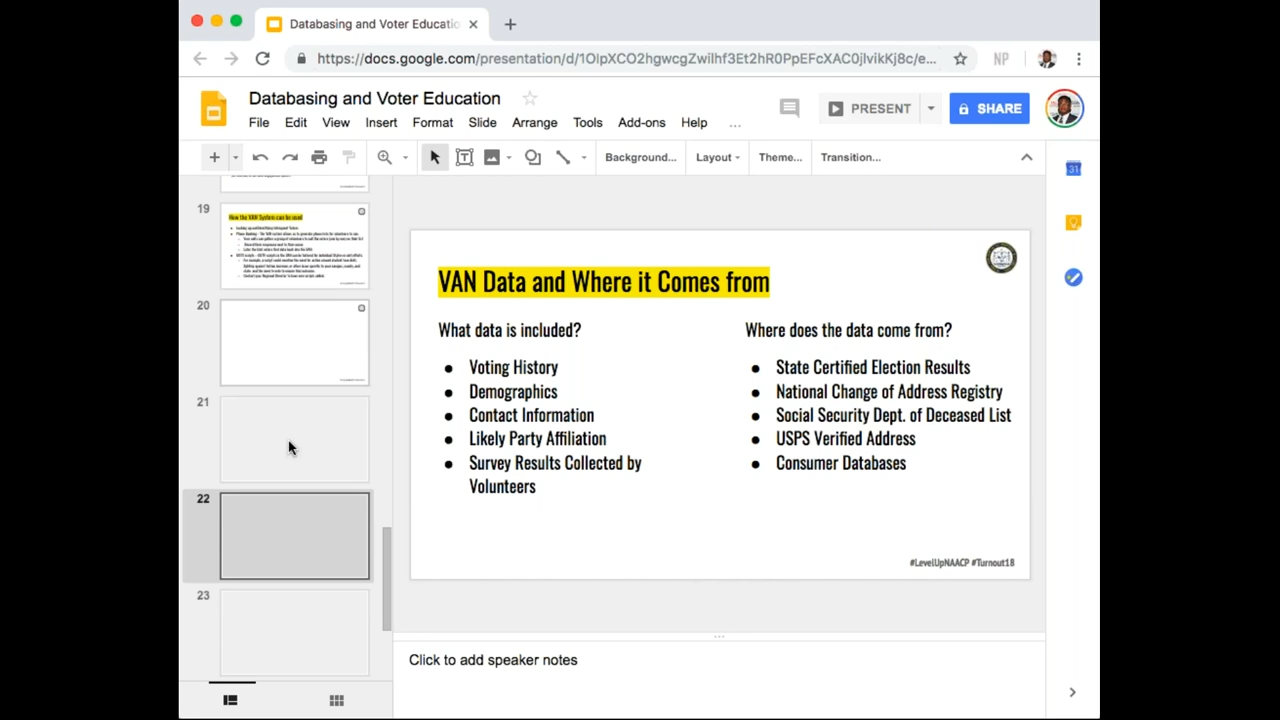 Databasing and Voter Educatio
https://docs.google.com/presentation/d/1OlpXCO2hgwcgZwilhf3Et2hR0PpEFcXAC0jlvikKj8c/e...
NP
Databasing and Voter Education
PRESENT
SHARE
File Edit View Insert Format Slide Arrange Tools Add-ons Help ...
Background... Layout Theme... Transition...
31
19
How the VAN System can be used
20
21
22
23
VAN Data and Where it Comes from
What data is included?
● Voting History
● Demographics
● Contact Information
● Likely Party Affiliation
● Survey Results Collected by
Volunteers
Where does the data come from?
● State Certified Election Results
● National Change of Address Registry
● Social Security Dept. of Deceased List
● USPS Verified Address
● Consumer Databases
#LevelUpNAACP #Turnout18
Click to add speaker notes